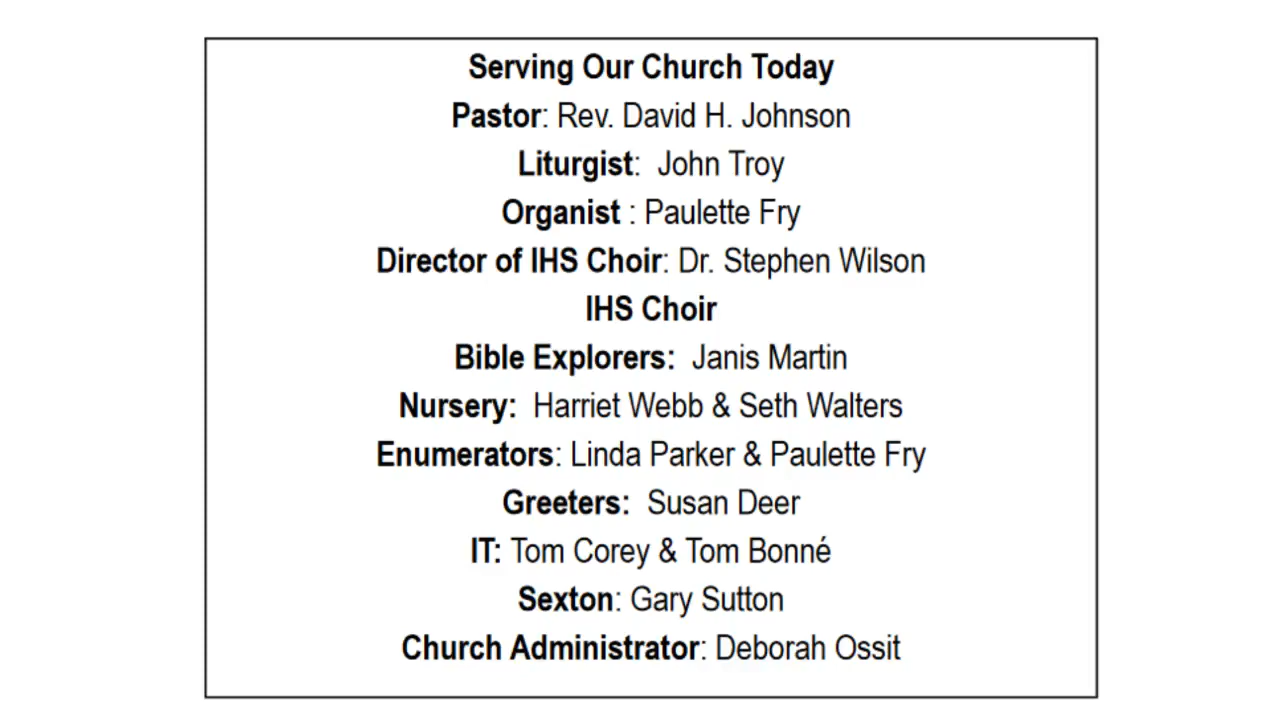 Serving Our Church Today
Pastor: Rev. David H. Johnson
Liturgist:  John Troy
Organist : Paulette Fry
Director of IHS Choir: Dr. Stephen Wilson
IHS Choir
Bible Explorers:  Janis Martin
Nursery:  Harriet Webb & Seth Walters
Enumerators: Linda Parker & Paulette Fry
Greeters:  Susan Deer
IT: Tom Corey & Tom Bonné
Sexton: Gary Sutton
Church Administrator: Deborah Ossit